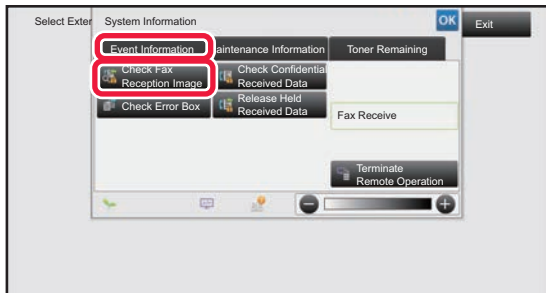 Select Exter
System Information
OK
Exit
Event Information
aintenance Information
Toner Remaining
Check Fax
Reception Image
Check Confidential
Received Data
Check Error Box
Release Held
Received Data
Fax Receive
Terminate
Remote Operation